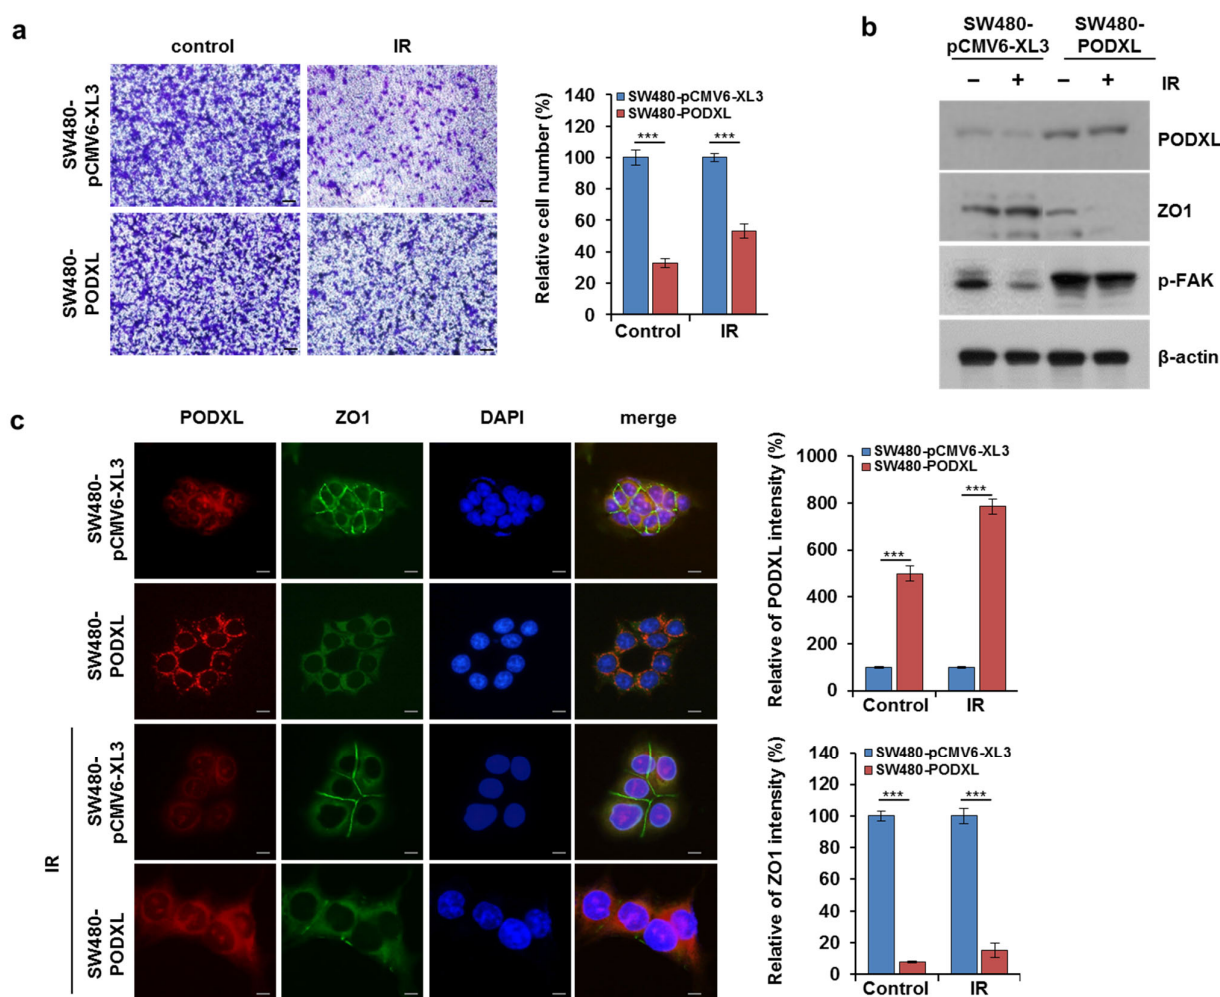 a
control
IR
SW480-
pCMV6-XL3
SW480-
PODXL
Relative cell number (%)
140
120
100
80
60
40
20
0
SW480-pCMV6-XL3
SW480-PODXL
***
***
Control
IR
b
SW480-
pCMV6-XL3
SW480-
PODXL
– + – + IR
PODXL
ZO1
p-FAK
β-actin
c
PODXL
ZO1
DAPI
merge
SW480-
pCMV6-XL3
SW480-
PODXL
IR
SW480-
pCMV6-XL3
SW480-
PODXL
Relative of PODXL intensity (%)
1000
800
600
400
200
0
SW480-pCMV6-XL3
SW480-PODXL
***
***
Control
IR
Relative of ZO1 intensity (%)
140
120
100
80
60
40
20
0
SW480-pCMV6-XL3
SW480-PODXL
***
***
Control
IR